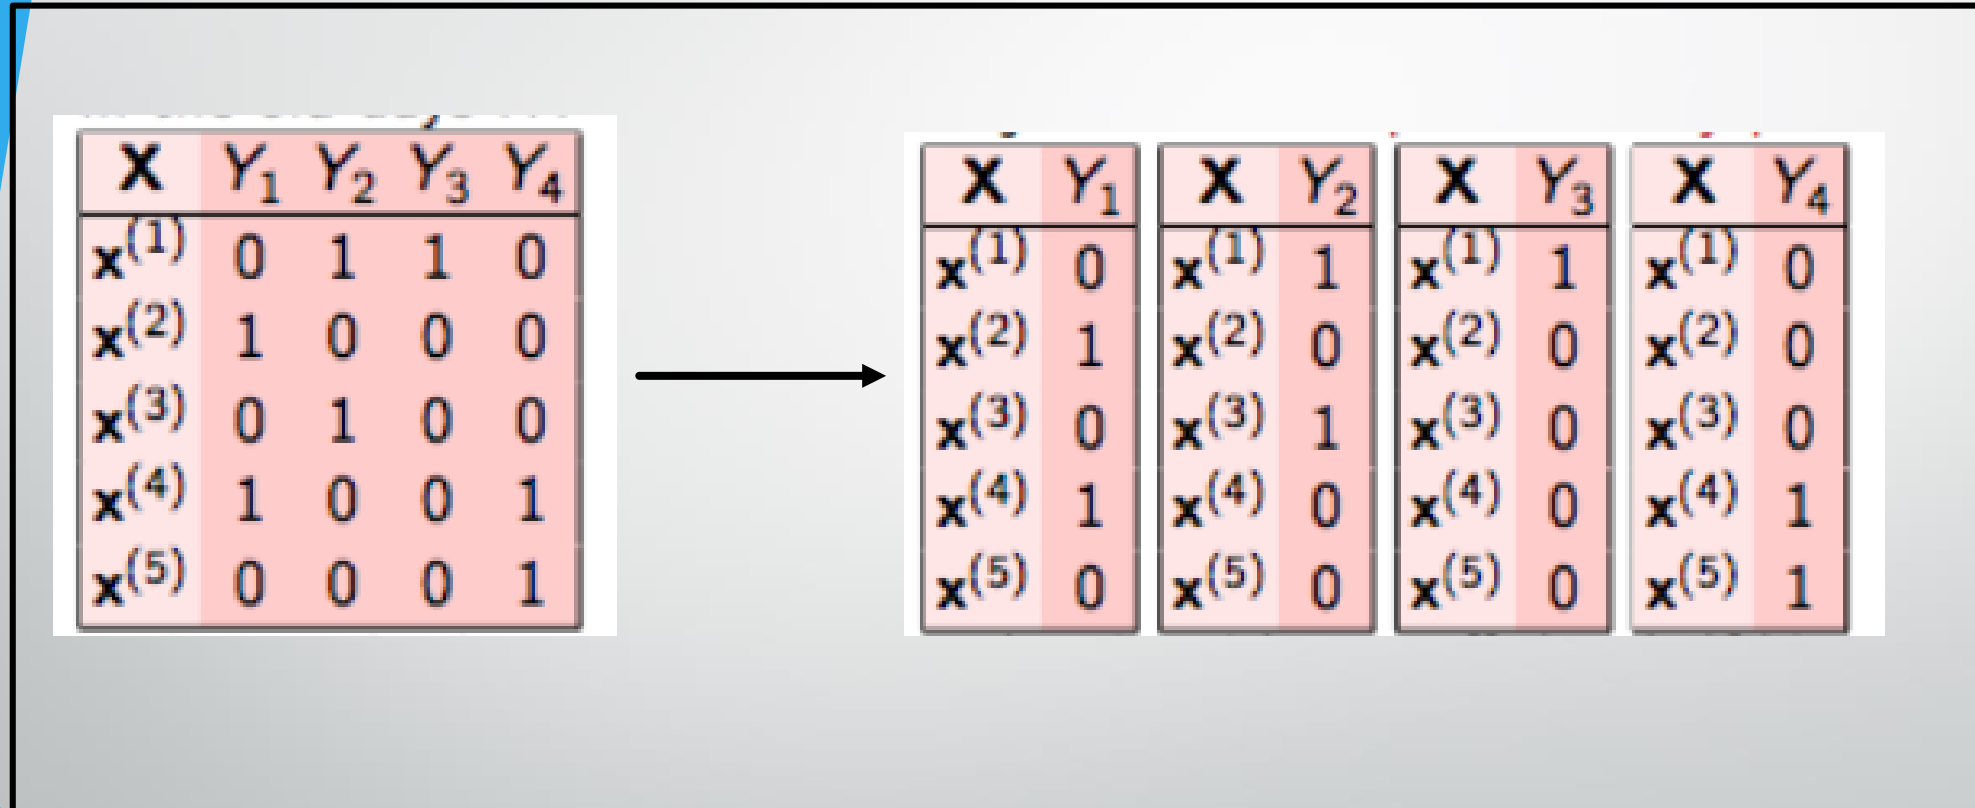 X Y₁ Y₂ Y₃ Y₄
x⁽¹⁾ 0 1 1 0
x⁽²⁾ 1 0 0 0
x⁽³⁾ 0 1 0 0
x⁽⁴⁾ 1 0 0 1
x⁽⁵⁾ 0 0 0 1
X Y₁
x⁽¹⁾ 0
x⁽²⁾ 1
x⁽³⁾ 0
x⁽⁴⁾ 1
x⁽⁵⁾ 0
X Y₂
x⁽¹⁾ 1
x⁽²⁾ 0
x⁽³⁾ 1
x⁽⁴⁾ 0
x⁽⁵⁾ 0
X Y₃
x⁽¹⁾ 1
x⁽²⁾ 0
x⁽³⁾ 0
x⁽⁴⁾ 0
x⁽⁵⁾ 0
X Y₄
x⁽¹⁾ 0
x⁽²⁾ 0
x⁽³⁾ 0
x⁽⁴⁾ 1
x⁽⁵⁾ 1